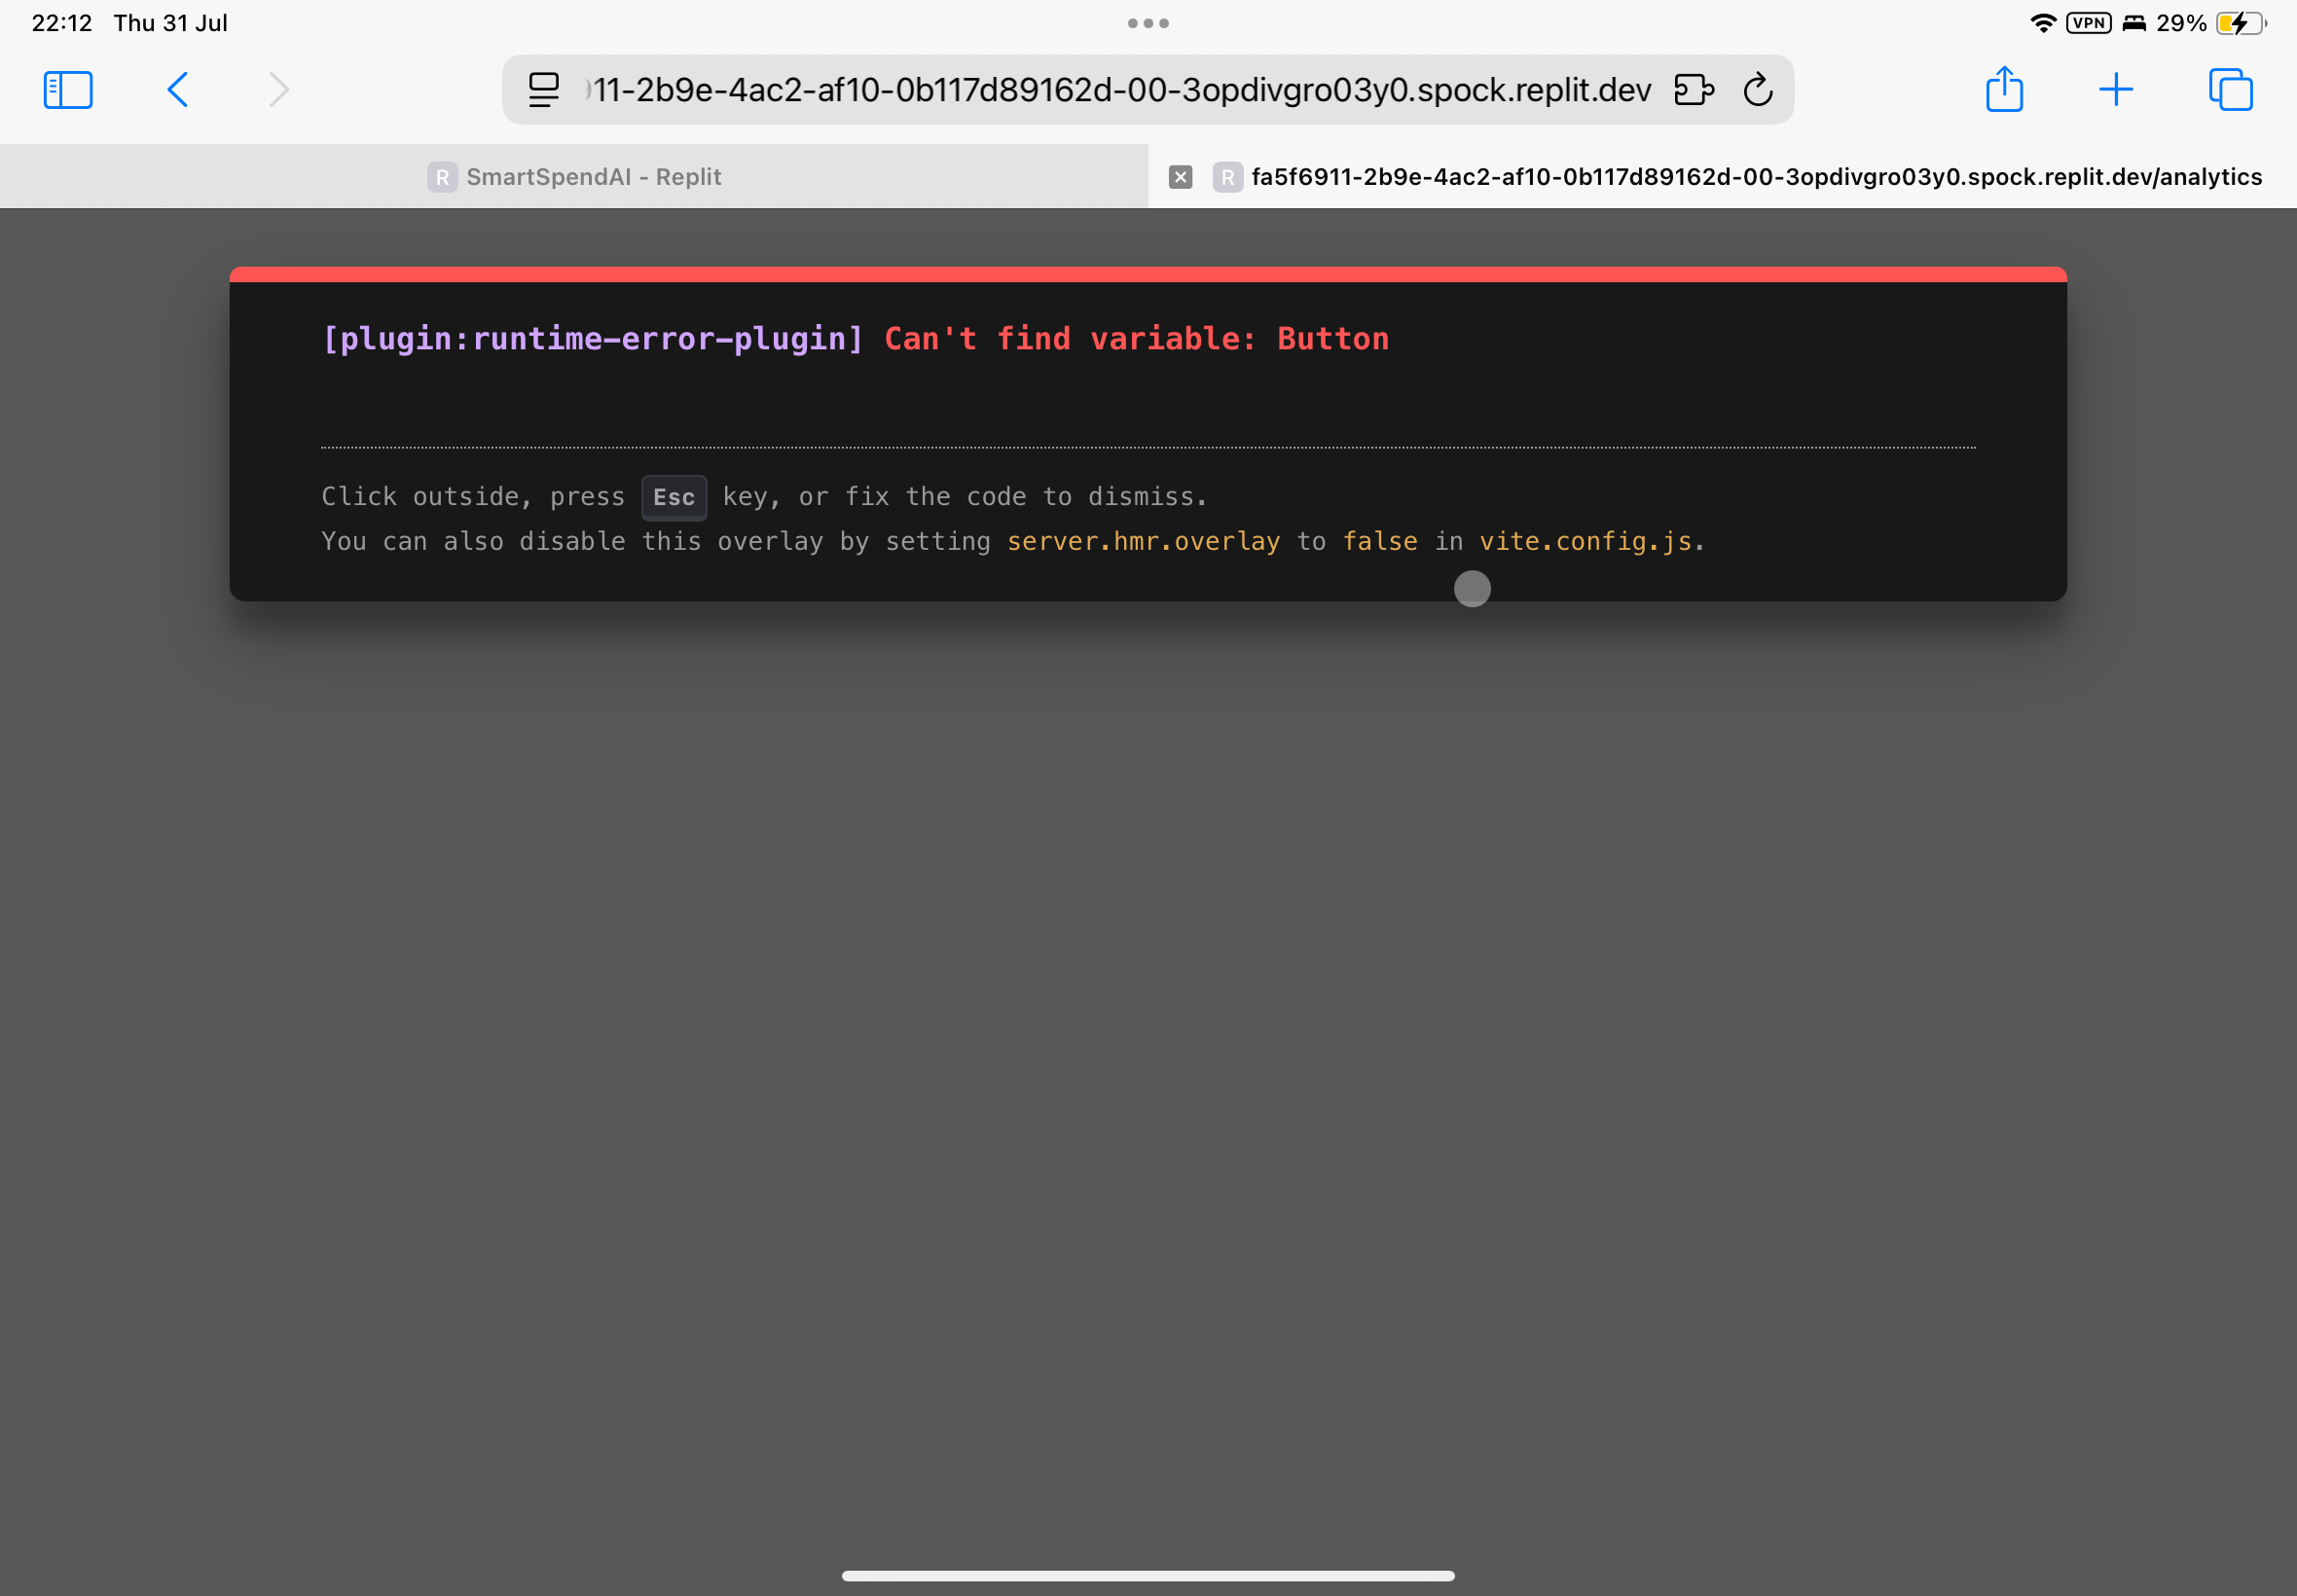 22:12 Thu 31 Jul
VPN 29%
11-2b9e-4ac2-af10-0b117d89162d-00-3opdivgro03y0.spock.replit.dev
R SmartSpendAI - Replit
R fa5f6911-2b9e-4ac2-af10-0b117d89162d-00-3opdivgro03y0.spock.replit.dev/analytics
[plugin:runtime-error-plugin] Can't find variable: Button
Click outside, press Esc key, or fix the code to dismiss.
You can also disable this overlay by setting server.hmr.overlay to false in vite.config.js.